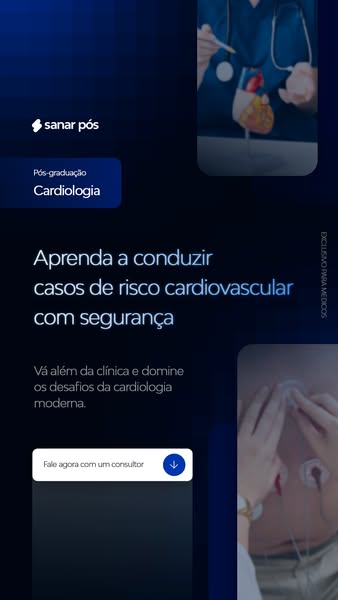 sanar pós
Pós-graduação
Cardiologia
EXCLUSIVO PARA MÉDICOS
Aprenda a conduzir
casos de risco cardiovascular
com segurança
Vá além da clínica e domine
os desafios da cardiologia
moderna.
Fale agora com um consultor